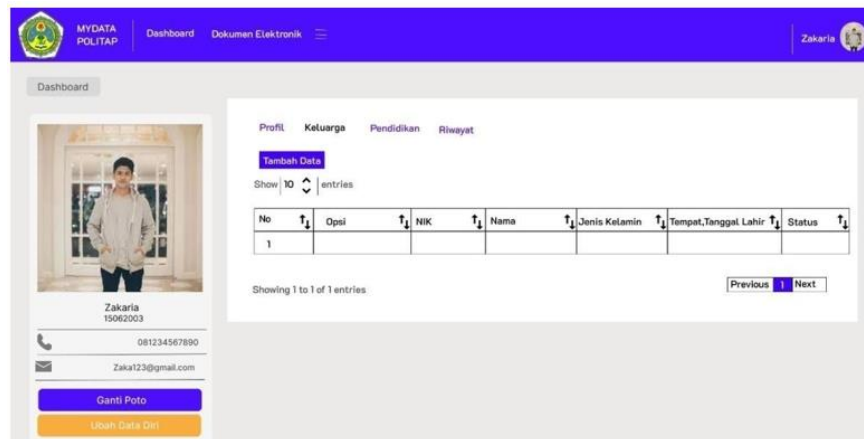 MYDATA
POLITAP
Dashboard
Dokumen Elektronik
Zakaria
Dashboard
Zakaria
15062003
081234567890
Zaka123@gmail.com
Ganti Poto
Ubah Data Diri
Profil Keluarga Pendidikan Riwayat
Tambah Data
Show 10 entries
No Opsi NIK Nama Jenis Kelamin Tempat,Tanggal Lahir Status
1
Showing 1 to 1 of 1 entries
Previous 1 Next